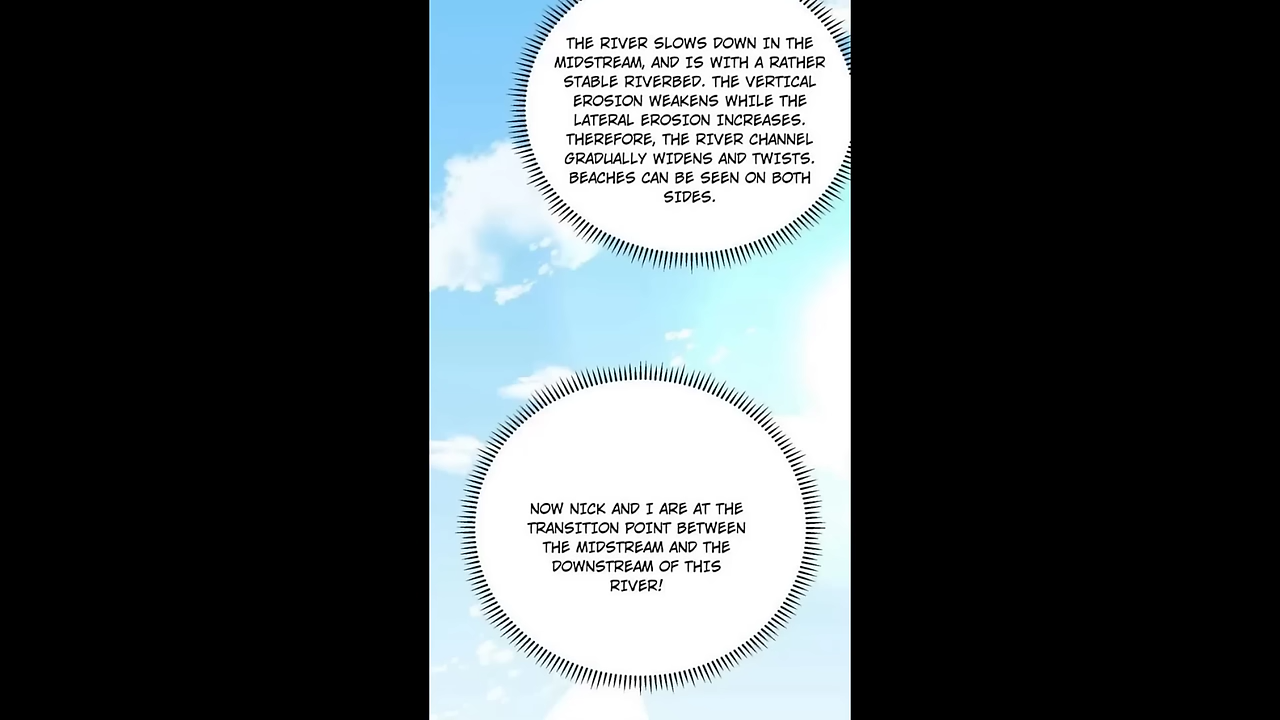 THE RIVER SLOWS DOWN IN THE
MIDSTREAM, AND IS WITH A RATHER
STABLE RIVERBED. THE VERTICAL
EROSION WEAKENS WHILE THE
LATERAL EROSION INCREASES.
THEREFORE, THE RIVER CHANNEL
GRADUALLY WIDENS AND TWISTS.
BEACHES CAN BE SEEN ON BOTH
SIDES.
NOW NICK AND I ARE AT THE
TRANSITION POINT BETWEEN
THE MIDSTREAM AND THE
DOWNSTREAM OF THIS
RIVER!